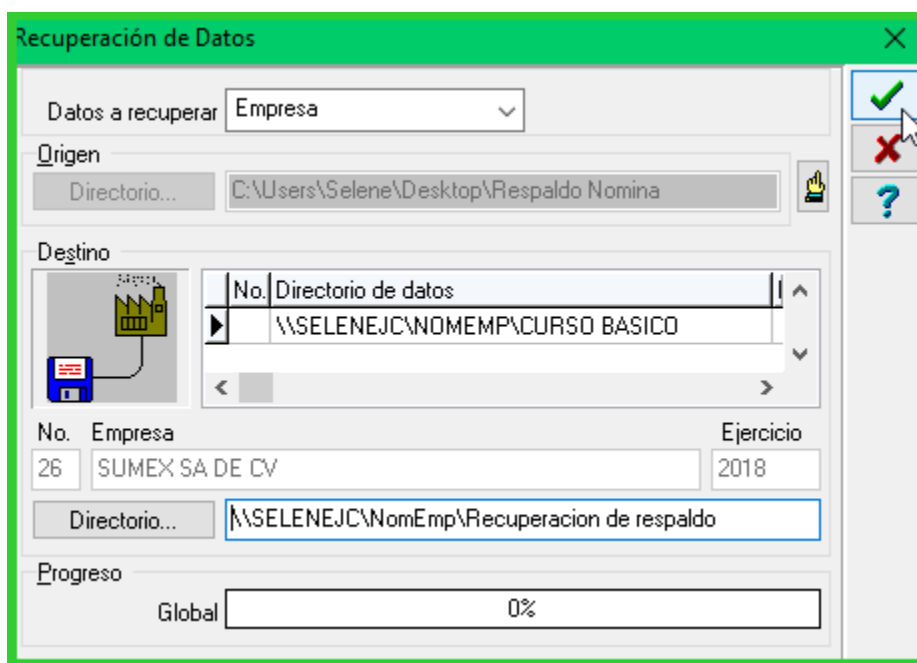 Recuperación de Datos
Datos a recuperar Empresa
Origen
Directorio... C:\Users\Selene\Desktop\Respaldo Nomina
Destino
No. Directorio de datos
\\SELENEJC\NOMEMP\CURSO BASICO
No. Empresa Ejercicio
26 SUMEX SA DE CV 2018
Directorio... \\SELENEJC\NomEmp\Recuperacion de respaldo
Progreso
Global 0%